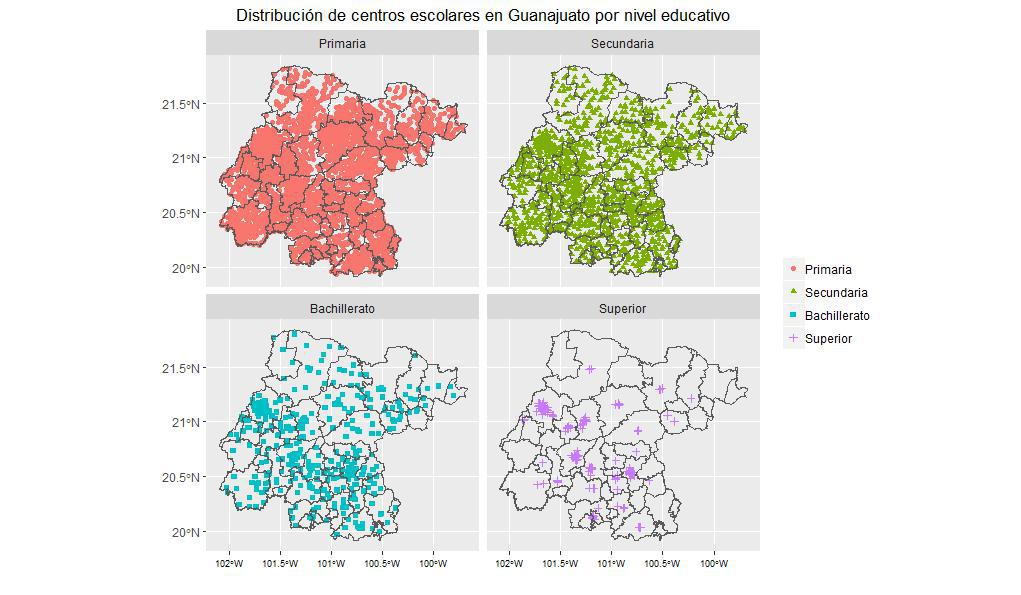 Distribución de centros escolares en Guanajuato por nivel educativo
Primaria
Secundaria
21.5°N
21°N
20.5°N
20°N
Bachillerato
Superior
21.5°N
21°N
20.5°N
20°N
102°W 101.5°W 101°W 100.5°W 100°W
102°W 101.5°W 101°W 100.5°W 100°W
Primaria
Secundaria
Bachillerato
Superior